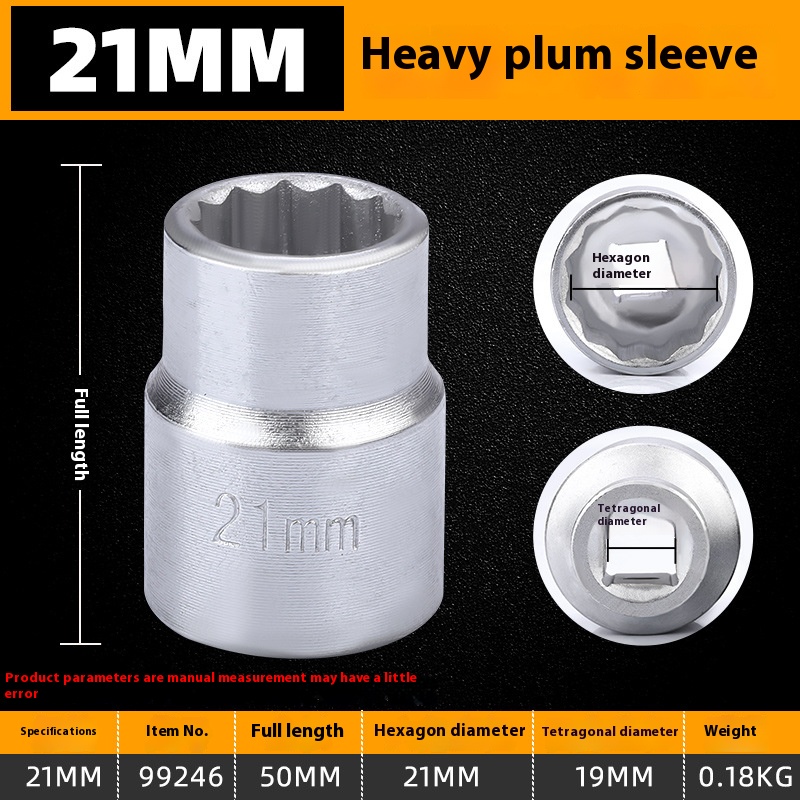 21MM
Heavy plum sleeve
Full length
Hexagon
diameter
21mm
Tetragonal
diameter
Product parameters are manual measurement may have a little
error
Specifications Item No. Full length Hexagon diameter Tetragonal diameter Weight
21MM 99246 50MM 21MM 19MM 0.18KG